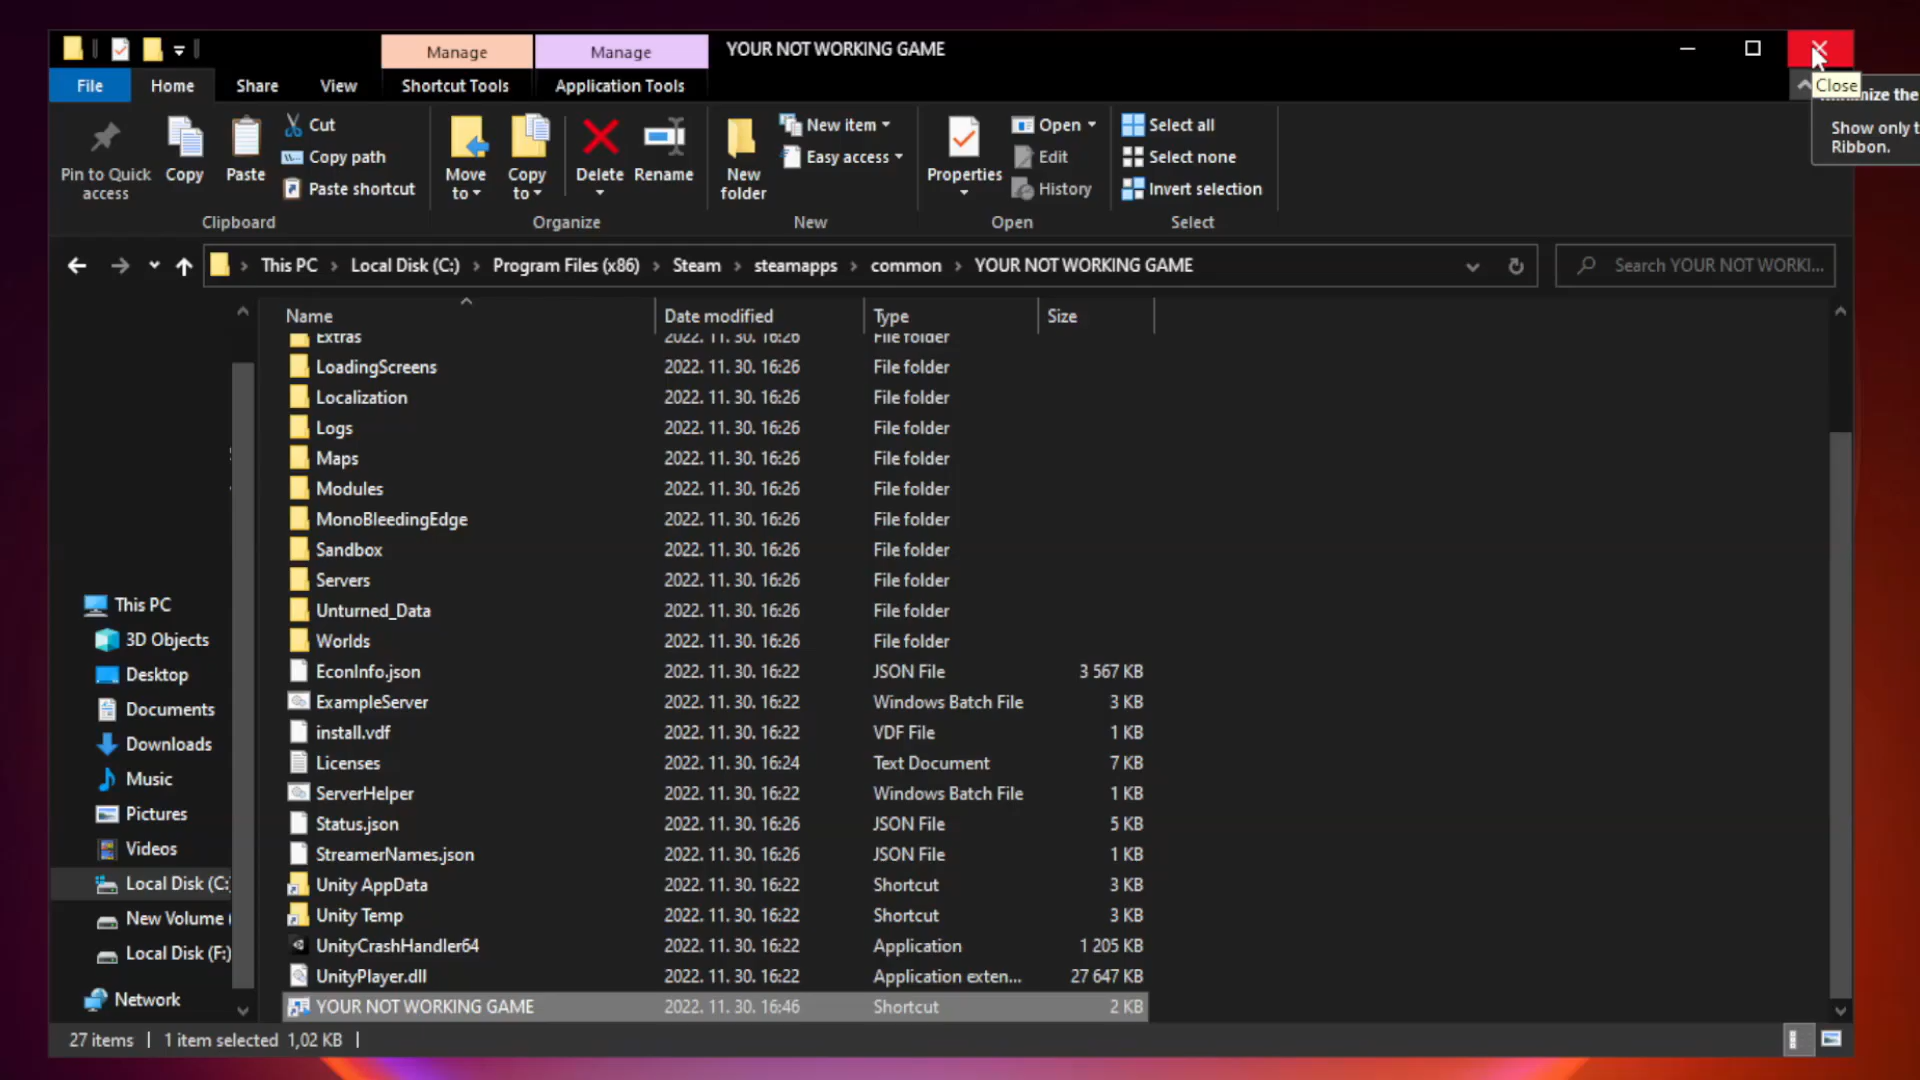 Manage
Manage
YOUR NOT WORKING GAME
File
Home
Share
View
Shortcut Tools
Application Tools
Close
the
Show only t
Ribbon.
Pin to Quick access
Copy
Paste
Cut
Copy path
Paste shortcut
Clipboard
Move to
Copy to
Delete
Rename
Organize
New folder
New item
Easy access
New
Properties
Open
Edit
History
Open
Select all
Select none
Invert selection
Select
This PC
Local Disk (C:)
Program Files (x86)
Steam
steamapps
common
YOUR NOT WORKING GAME
Search YOUR NOT WORKI...
Name Date modified Type Size
Extras 2022. 11. 30. 16:26 File folder
LoadingScreens 2022. 11. 30. 16:26 File folder
Localization 2022. 11. 30. 16:26 File folder
Logs 2022. 11. 30. 16:26 File folder
Maps 2022. 11. 30. 16:26 File folder
Modules 2022. 11. 30. 16:26 File folder
MonoBleedingEdge 2022. 11. 30. 16:26 File folder
Sandbox 2022. 11. 30. 16:26 File folder
Servers 2022. 11. 30. 16:26 File folder
Unturned_Data 2022. 11. 30. 16:26 File folder
Worlds 2022. 11. 30. 16:26 File folder
EconInfo.json 2022. 11. 30. 16:22 JSON File 3 567 KB
ExampleServer 2022. 11. 30. 16:22 Windows Batch File 3 KB
install.vdf 2022. 11. 30. 16:22 VDF File 1 KB
Licenses 2022. 11. 30. 16:24 Text Document 7 KB
ServerHelper 2022. 11. 30. 16:22 Windows Batch File 1 KB
Status.json 2022. 11. 30. 16:26 JSON File 5 KB
StreamerNames.json 2022. 11. 30. 16:26 JSON File 1 KB
Unity AppData 2022. 11. 30. 16:22 Shortcut 3 KB
Unity Temp 2022. 11. 30. 16:22 Shortcut 3 KB
UnityCrashHandler64 2022. 11. 30. 16:22 Application 1 205 KB
UnityPlayer.dll 2022. 11. 30. 16:22 Application exten... 27 647 KB
YOUR NOT WORKING GAME 2022. 11. 30. 16:46 Shortcut 2 KB
This PC
3D Objects
Desktop
Documents
Downloads
Music
Pictures
Videos
Local Disk (C:)
New Volume (
Local Disk (F:)
Network
27 items
1 item selected 1,02 KB